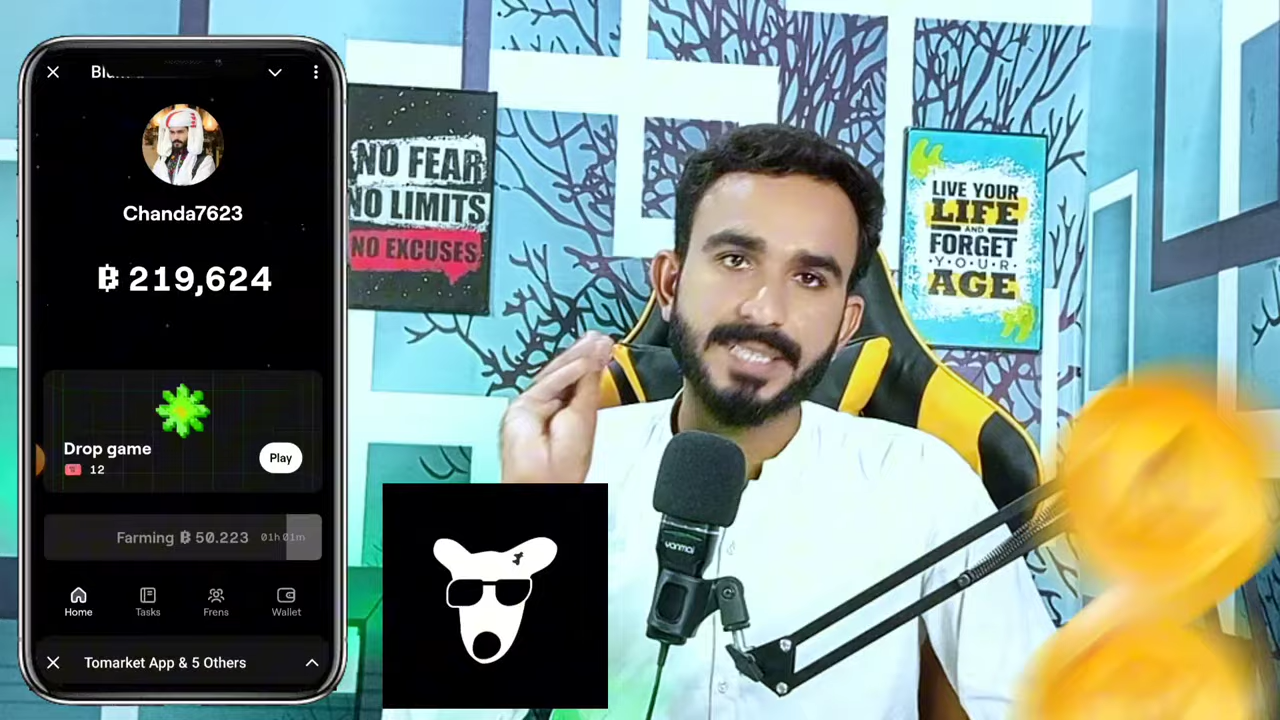 Chanda7623
฿ 219,624
Drop game
12
Play
Farming ฿ 50.223 01h 01m
Home
Tasks
Frens
Wallet
Tomarket App & 5 Others
NO FEAR
NO LIMITS
NO EXCUSES
LIVE YOUR
LIFE
AND
FORGET
YOUR
AGE
yanmai